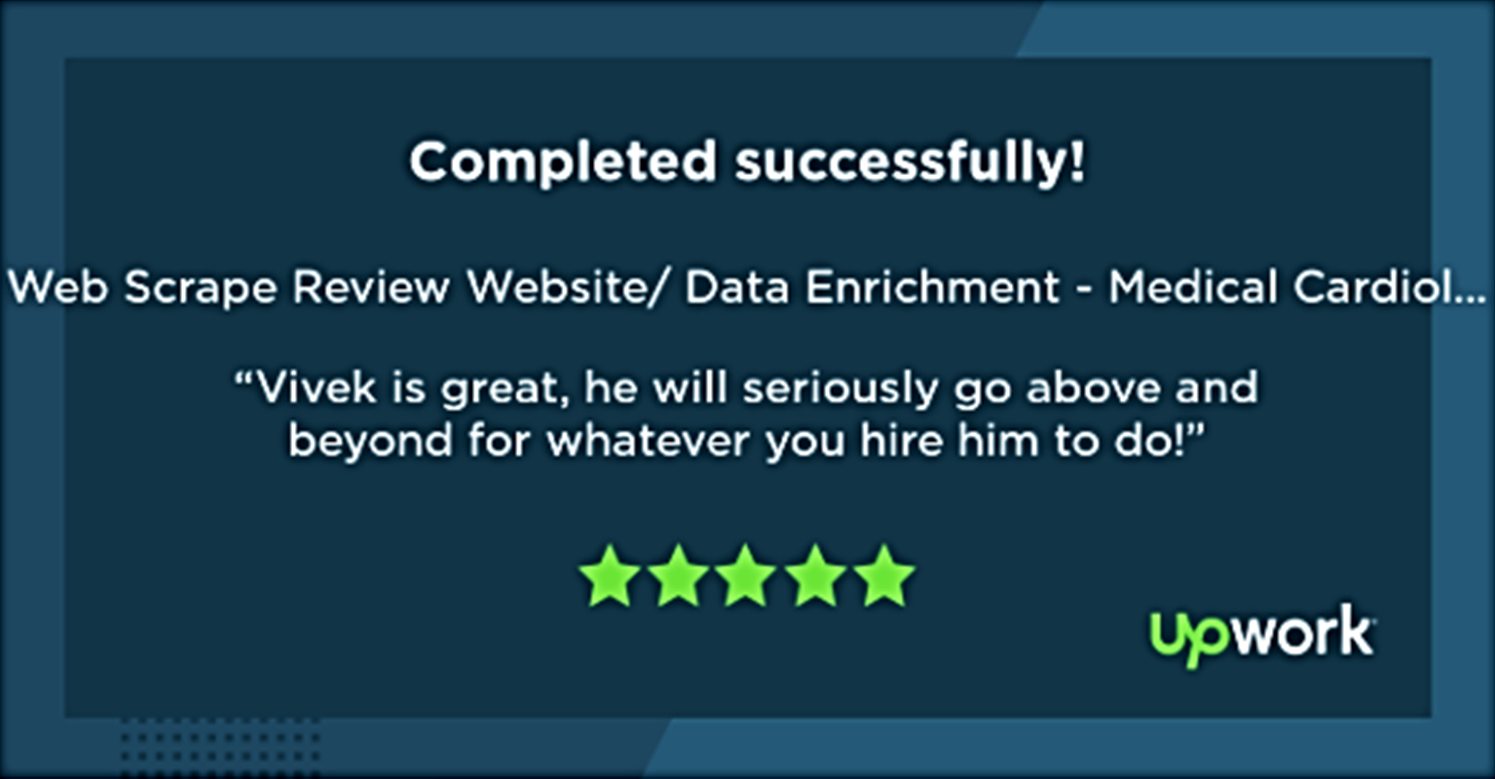 Completed successfully!
Web Scrape Review Website/ Data Enrichment - Medical Cardiol...
“Vivek is great, he will seriously go above and
beyond for whatever you hire him to do!”
upwork